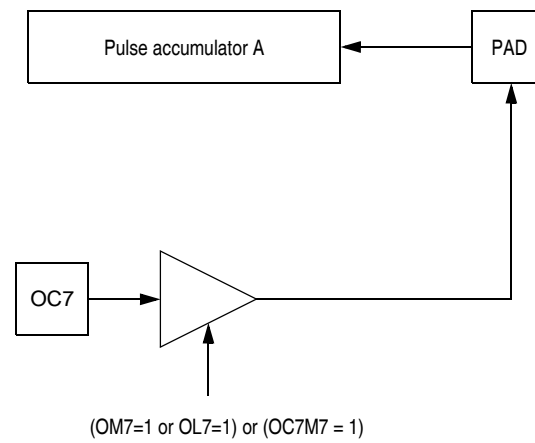 Pulse accumulator A
PAD
OC7
(OM7=1 or OL7=1) or (OC7M7 = 1)